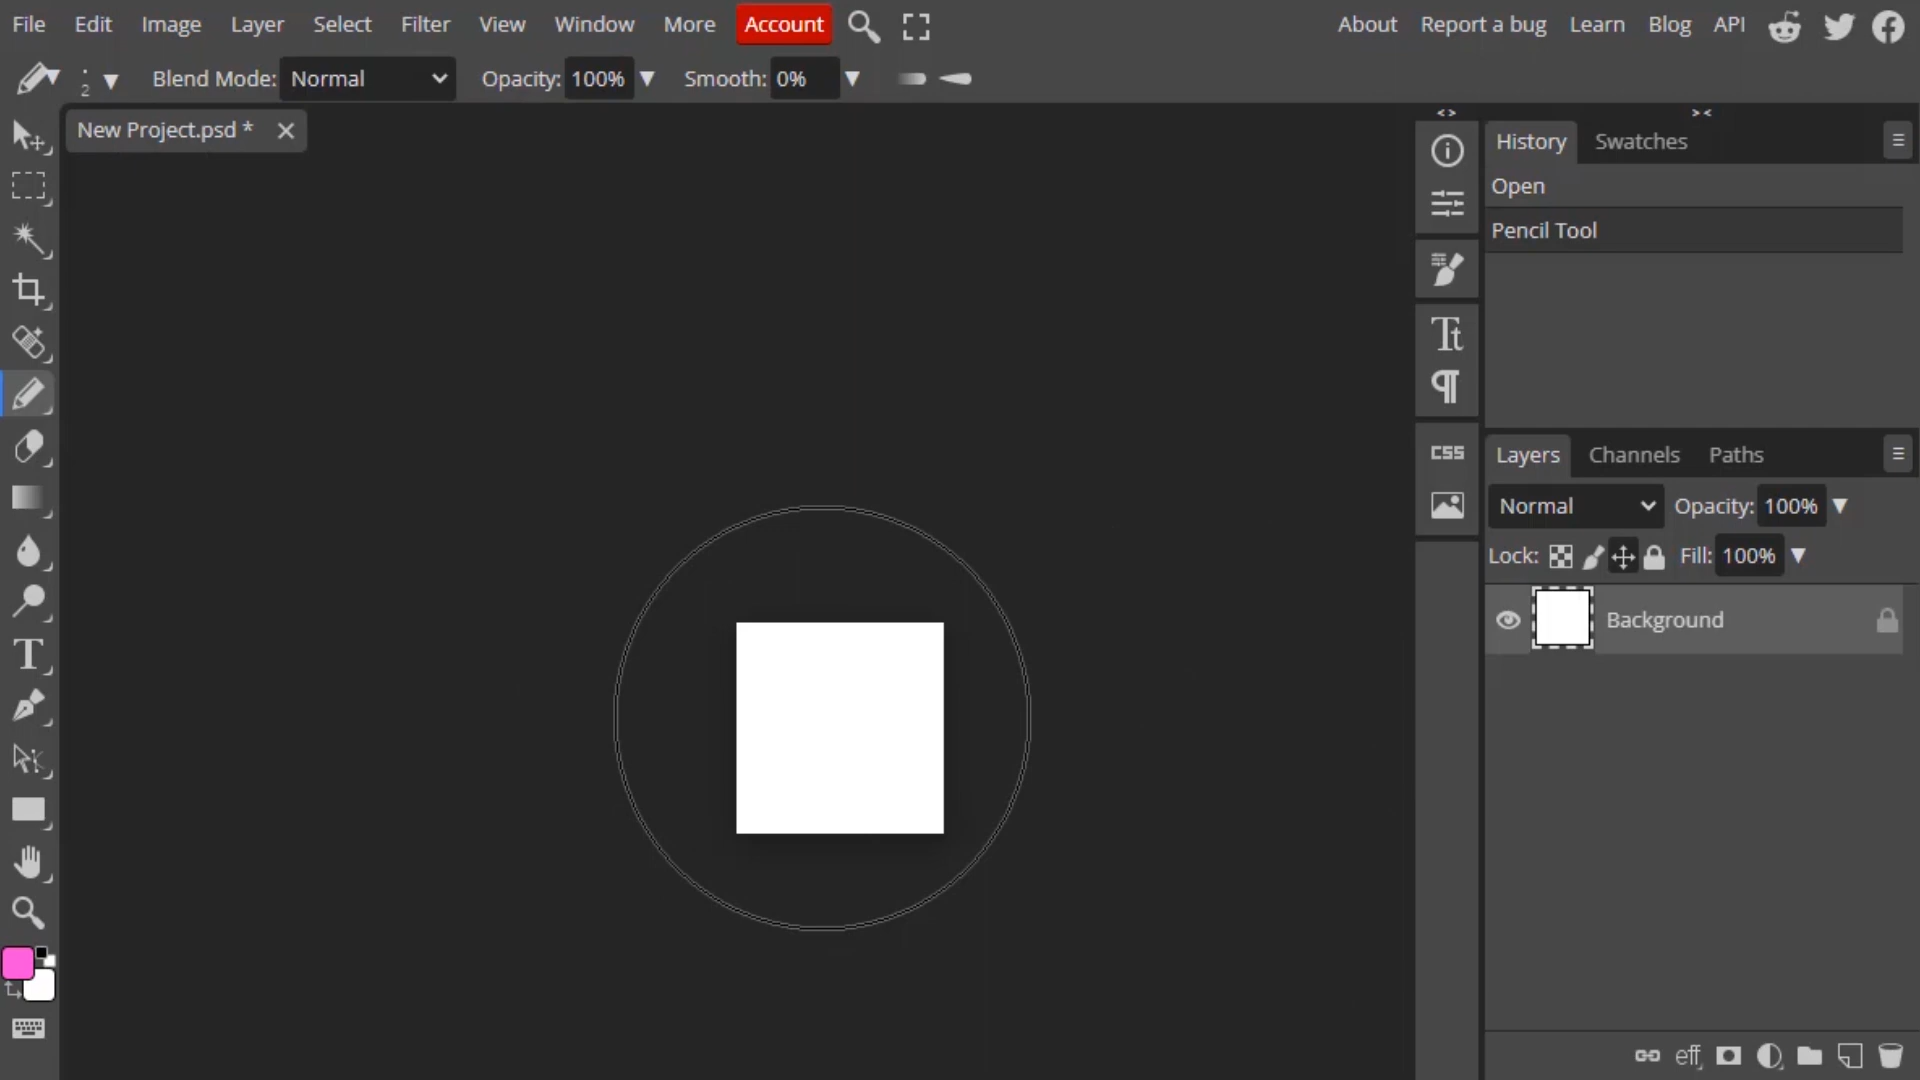 File Edit Image Layer Select Filter View Window More Account About Report a bug Learn Blog API
2 Blend Mode: Normal Opacity: 100% Smooth: 0%
New Project.psd *
History Swatches
Open
Pencil Tool
CSS
Layers Channels Paths
Normal Opacity: 100%
Lock: Fill: 100%
Background
eff